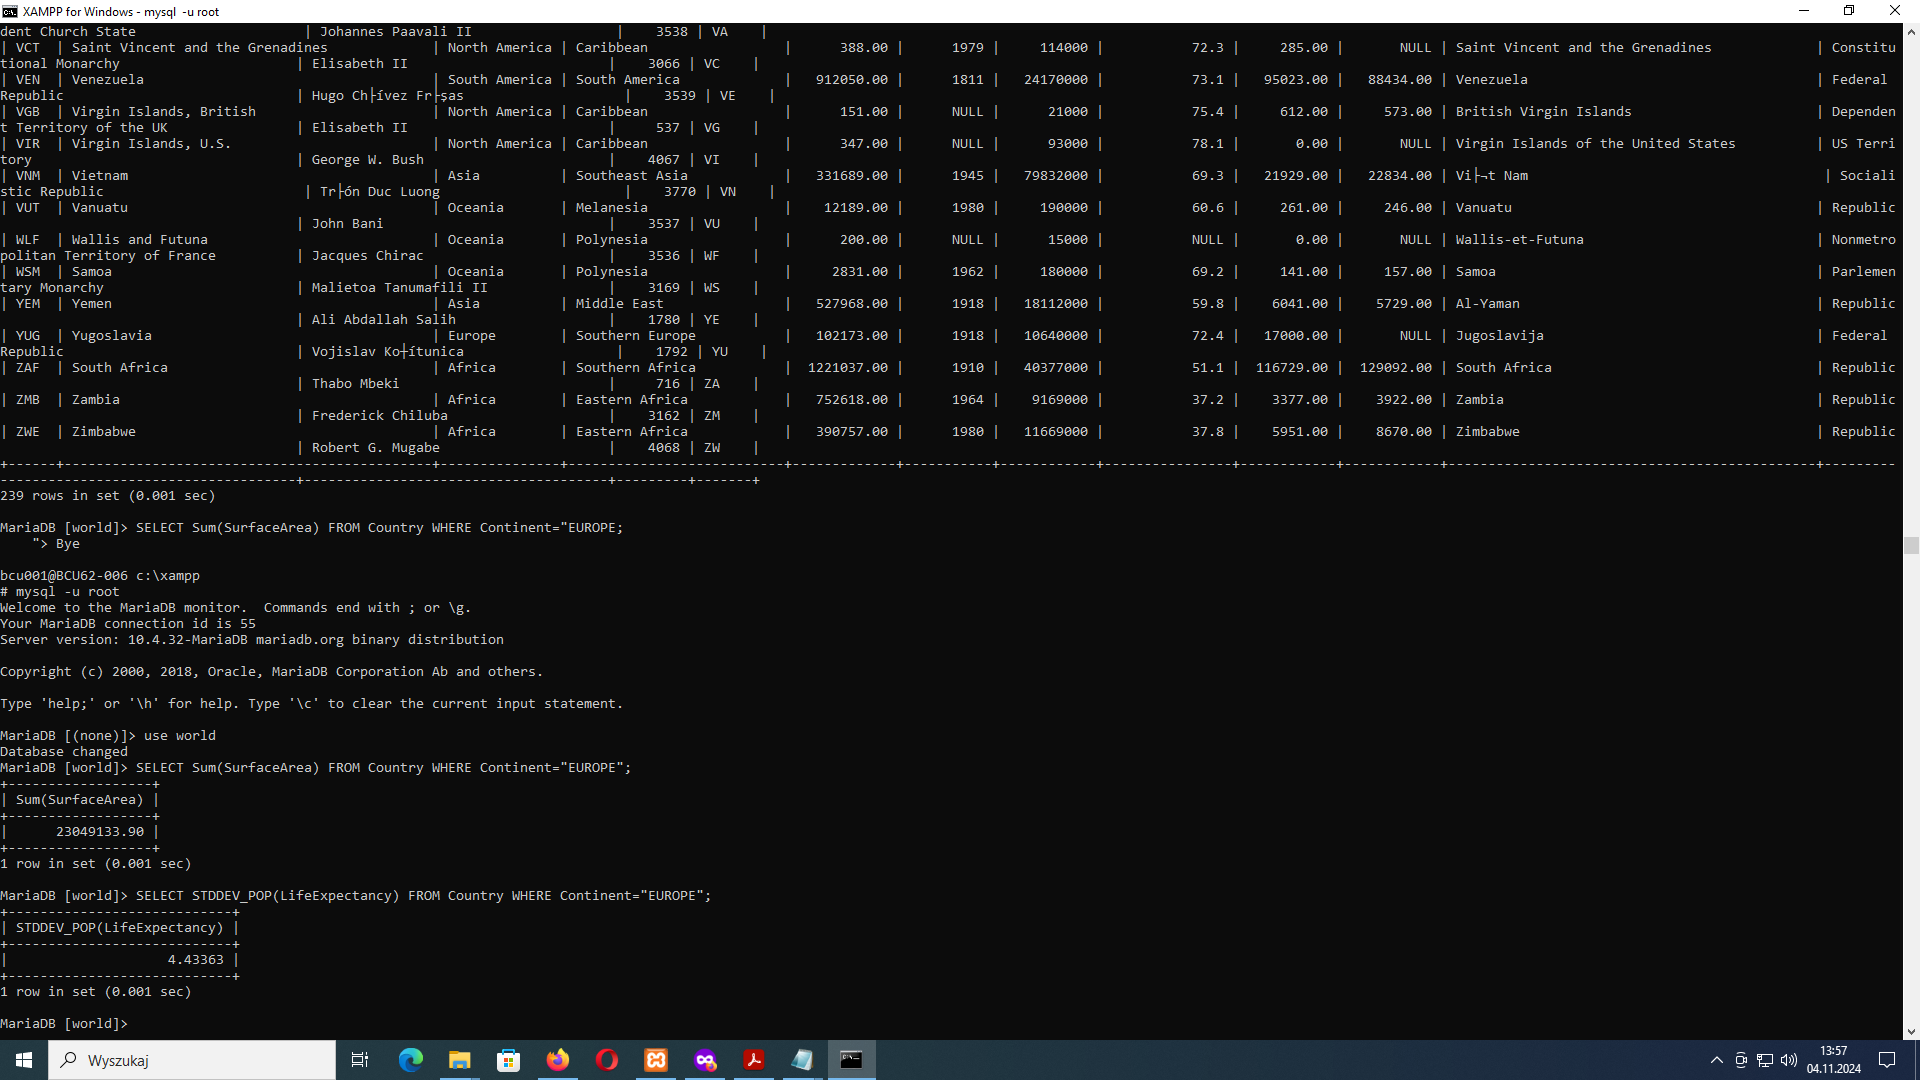 XAMPP for Windows - mysql  -u root
dent Church State                     | Johannes Paavali II                  |    3538 | VA    |
| VCT  | Saint Vincent and the Grenadines             | North America | Caribbean                 |      388.00 |      1979 |     114000 |           72.3 |     285.00 |        NULL | Saint Vincent and the Grenadines             | Constitu
tional Monarchy                       | Elisabeth II                         |    3066 | VC    |
| VEN  | Venezuela                                    | South America | South America             |   912050.00 |      1811 |   24170000 |           73.1 |   95023.00 |    88434.00 | Venezuela                                    | Federal
Republic                             | Hugo Ch├ívez Fr├şas                    |    3539 | VE    |
| VGB  | Virgin Islands, British                      | North America | Caribbean                 |      151.00 |      NULL |      21000 |           75.4 |     612.00 |      573.00 | British Virgin Islands                       | Dependen
t Territory of the UK                 | Elisabeth II                         |     537 | VG    |
| VIR  | Virgin Islands, U.S.                         | North America | Caribbean                 |      347.00 |      NULL |      93000 |           78.1 |       0.00 |        NULL | Virgin Islands of the United States          | US Terri
tory                                  | George W. Bush                       |    4067 | VI    |
| VNM  | Vietnam                                      | Asia          | Southeast Asia            |   331689.00 |      1945 |   79832000 |           69.3 |   21929.00 |    22834.00 | Vi├¬t Nam                                     | Sociali
stic Republic                          | Tr├ón Duc Luong                       |    3770 | VN    |
| VUT  | Vanuatu                                      | Oceania       | Melanesia                 |    12189.00 |      1980 |     190000 |           60.6 |     261.00 |      246.00 | Vanuatu                                      | Republic
                                      | John Bani                            |    3537 | VU    |
| WLF  | Wallis and Futuna                            | Oceania       | Polynesia                 |      200.00 |      NULL |      15000 |           NULL |       0.00 |        NULL | Wallis-et-Futuna                             | Nonmetro
politan Territory of France           | Jacques Chirac                       |    3536 | WF    |
| WSM  | Samoa                                        | Oceania       | Polynesia                 |     2831.00 |      1962 |     180000 |           69.2 |     141.00 |      157.00 | Samoa                                        | Parlemen
tary Monarchy                         | Malietoa Tanumafili II               |    3169 | WS    |
| YEM  | Yemen                                        | Asia          | Middle East               |   527968.00 |      1918 |   18112000 |           59.8 |    6041.00 |     5729.00 | Al-Yaman                                     | Republic
                                      | Ali Abdallah Salih                   |    1780 | YE    |
| YUG  | Yugoslavia                                   | Europe        | Southern Europe           |   102173.00 |      1918 |   10640000 |           72.4 |   17000.00 |        NULL | Jugoslavija                                  | Federal
Republic                             | Vojislav Ko┼ítunica                   |    1792 | YU    |
| ZAF  | South Africa                                 | Africa        | Southern Africa           |  1221037.00 |      1910 |   40377000 |           51.1 |  116729.00 |   129092.00 | South Africa                                 | Republic
                                      | Thabo Mbeki                          |     716 | ZA    |
| ZMB  | Zambia                                       | Africa        | Eastern Africa            |   752618.00 |      1964 |    9169000 |           37.2 |    3377.00 |     3922.00 | Zambia                                       | Republic
                                      | Frederick Chiluba                    |    3162 | ZM    |
| ZWE  | Zimbabwe                                     | Africa        | Eastern Africa            |   390757.00 |      1980 |   11669000 |           37.8 |    5951.00 |     8670.00 | Zimbabwe                                     | Republic
                                      | Robert G. Mugabe                     |    4068 | ZW    |
239 rows in set (0.001 sec)
MariaDB [world]> SELECT Sum(SurfaceArea) FROM Country WHERE Continent="EUROPE;
    "> Bye
bcu001@BCU62-006 c:\xampp
# mysql -u root
Welcome to the MariaDB monitor.  Commands end with ; or \g.
Your MariaDB connection id is 55
Server version: 10.4.32-MariaDB mariadb.org binary distribution
Copyright (c) 2000, 2018, Oracle, MariaDB Corporation Ab and others.
Type 'help;' or '\h' for help. Type '\c' to clear the current input statement.
MariaDB [(none)]> use world
Database changed
MariaDB [world]> SELECT Sum(SurfaceArea) FROM Country WHERE Continent="EUROPE";
+------------------+
| Sum(SurfaceArea) |
+------------------+
|      23049133.90 |
+------------------+
1 row in set (0.001 sec)
MariaDB [world]> SELECT STDDEV_POP(LifeExpectancy) FROM Country WHERE Continent="EUROPE";
+----------------------------+
| STDDEV_POP(LifeExpectancy) |
+----------------------------+
|                    4.43363 |
+----------------------------+
1 row in set (0.001 sec)
MariaDB [world]>
Wyszukaj
13:57
04.11.2024